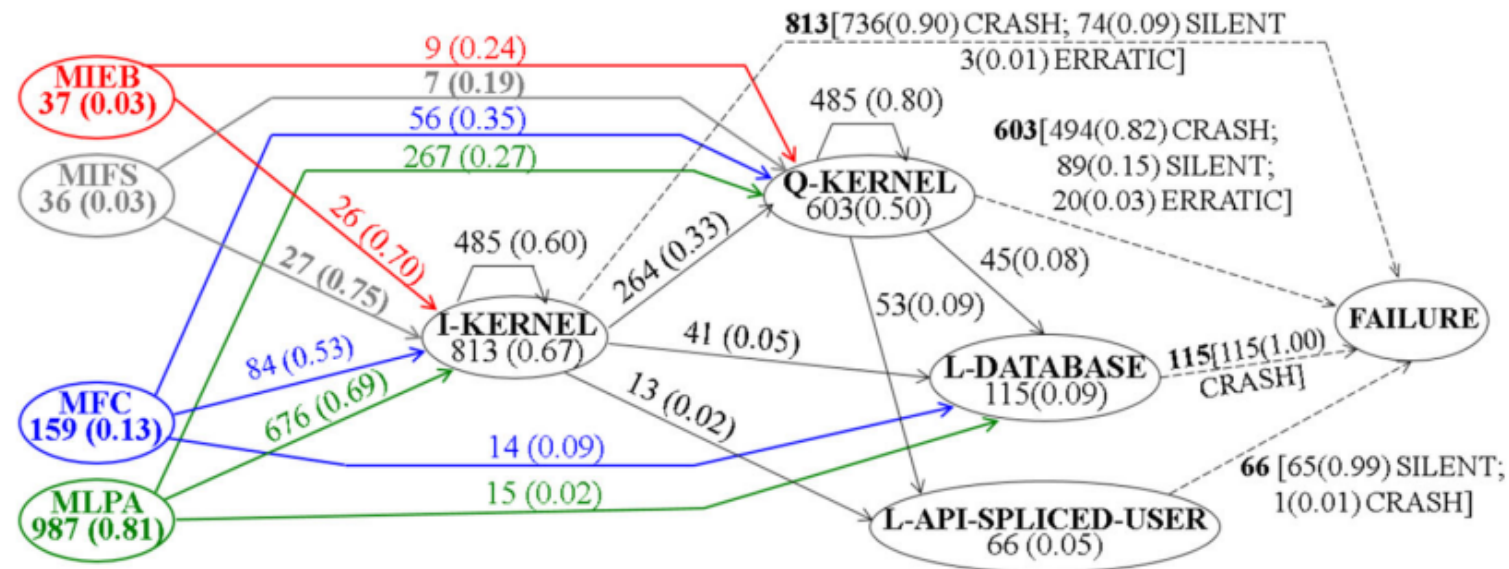 813[736(0.90) CRASH; 74(0.09) SILENT
3(0.01) ERRATIC]
9 (0.24)
MIEB
37 (0.03)
7 (0.19)
485 (0.80)
56 (0.35)
603[494(0.82) CRASH;
89(0.15) SILENT;
20(0.03) ERRATIC]
267 (0.27)
MIFS
36 (0.03)
Q-KERNEL
603(0.50)
26 (0.70)
485 (0.60)
264 (0.33)
45(0.08)
27 (0.75)
53(0.09)
I-KERNEL
813 (0.67)
FAILURE
41 (0.05)
84 (0.53)
115[115(1.00)
CRASH]
L-DATABASE
115(0.09)
13 (0.02)
MFC
159 (0.13)
676 (0.69)
14 (0.09)
66 [65(0.99) SILENT;
1(0.01) CRASH]
15 (0.02)
MLPA
987 (0.81)
L-API-SPLICED-USER
66 (0.05)